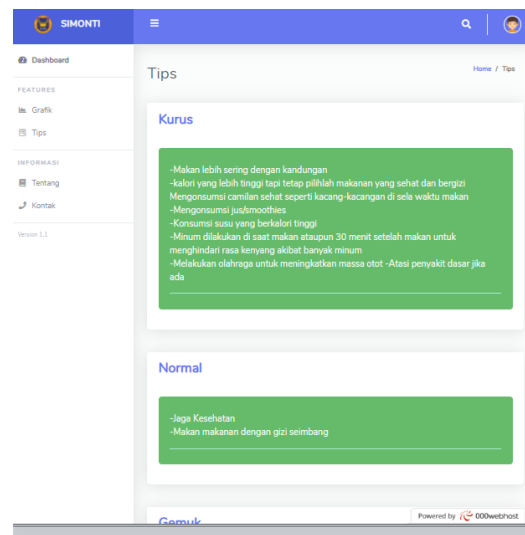 SIMONTI
Dashboard
FEATURES
Grafik
Tips
INFORMASI
Tentang
Kontak
Version 1.1
Tips
Home / Tips
Kurus
-Makan lebih sering dengan kandungan
-kalori yang lebih tinggi tapi tetap pilihlah makanan yang sehat dan bergizi
Mengonsumsi camilan sehat seperti kacang-kacangan di sela waktu makan
-Mengonsumsi jus/smoothies
-Konsumsi susu yang berkalori tinggi
-Minum dilakukan di saat makan ataupun 30 menit setelah makan untuk
menghindari rasa kenyang akibat banyak minum
-Melakukan olahraga untuk meningkatkan massa otot -Atasi penyakit dasar jika
ada
Normal
-Jaga Kesehatan
-Makan makanan dengan gizi seimbang
Gemuk
Powered by 000webhost